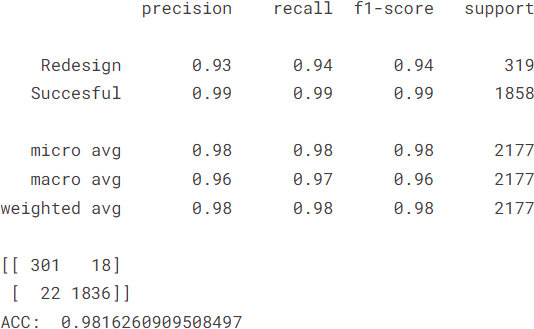 precision recall f1-score support
Redesign 0.93 0.94 0.94 319
Succesful 0.99 0.99 0.99 1858
micro avg 0.98 0.98 0.98 2177
macro avg 0.96 0.97 0.96 2177
weighted avg 0.98 0.98 0.98 2177
[[ 301 18]
[ 22 1836]]
ACC: 0.9816260909508497